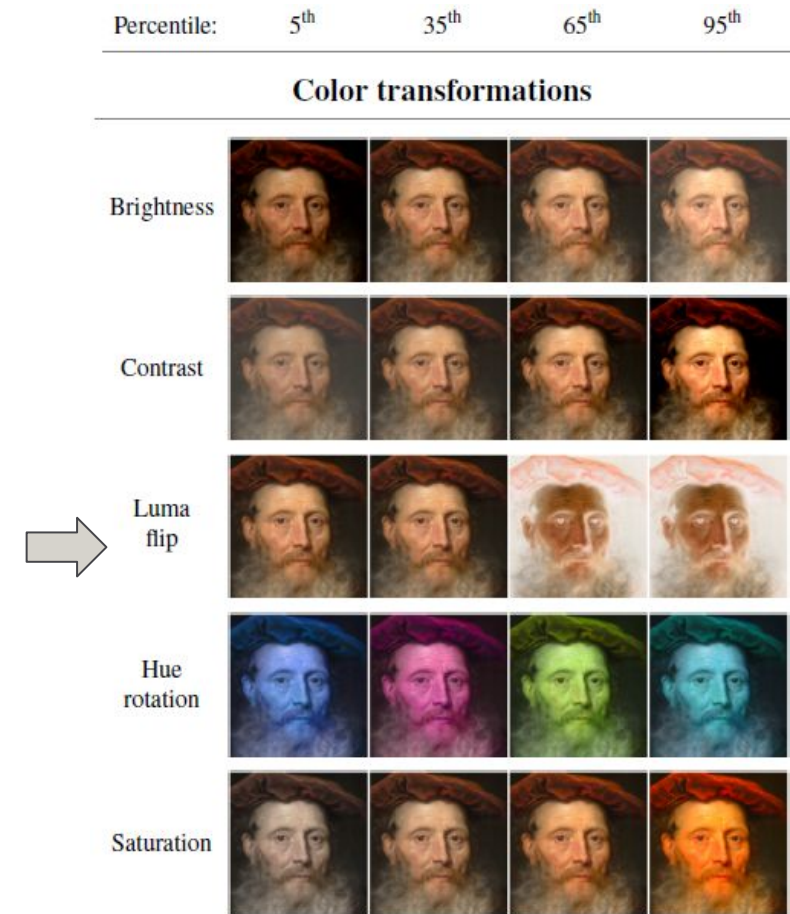 Percentile: 5th 35th 65th 95th
Color transformations
Brightness
Contrast
Luma
flip
Hue
rotation
Saturation